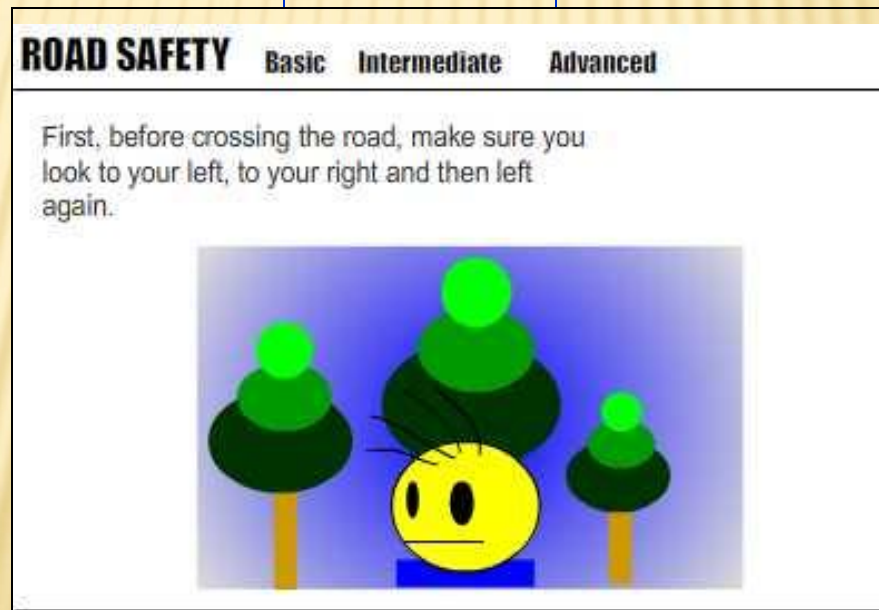 ROAD SAFETY Basic Intermediate Advanced
First, before crossing the road, make sure you
look to your left, to your right and then left
again.